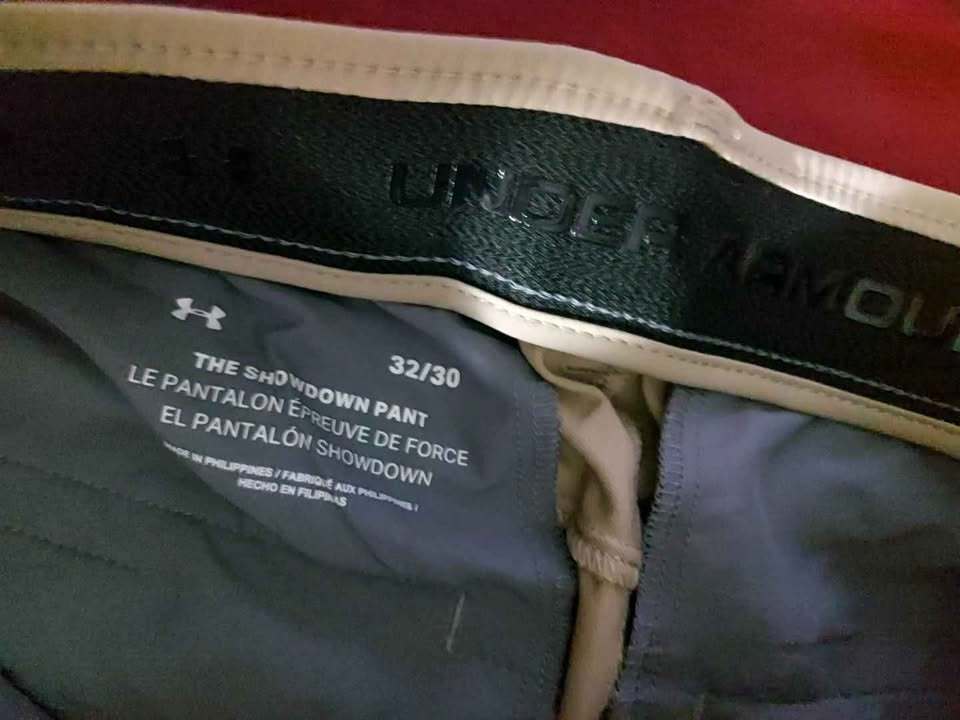 UNDER ARMOU
32/30
THE SHOWDOWN PANT
LE PANTALON ÉPREUVE DE FORCE
EL PANTALÓN SHOWDOWN
MADE IN PHILIPPINES / FABRIQUÉ AUX PHILIPPINES /
HECHO EN FILIPINAS